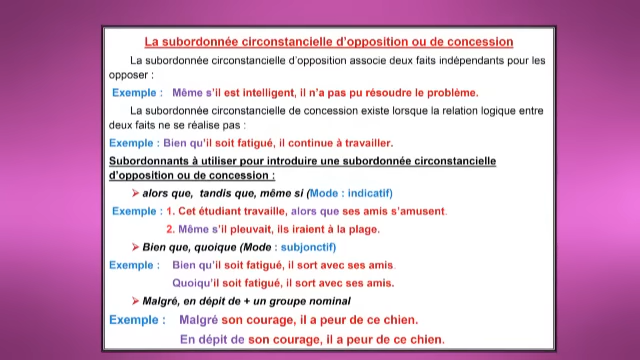 La subordonnée circonstancielle d'opposition ou de concession
La subordonnée circonstancielle d'opposition associe deux faits indépendants pour les
opposer :
Exemple : Même s'il est intelligent, il n'a pas pu résoudre le problème.
La subordonnée circonstancielle de concession existe lorsque la relation logique entre
deux faits ne se réalise pas :
Exemple : Bien qu'il soit fatigué, il continue à travailler.
Subordonnants à utiliser pour introduire une subordonnée circonstancielle
d'opposition ou de concession :
➢ alors que, tandis que, même si (Mode : indicatif)
Exemple : 1. Cet étudiant travaille, alors que ses amis s'amusent.
2. Même s'il pleuvait, ils iraient à la plage.
➢ Bien que, quoique (Mode : subjonctif)
Exemple : Bien qu'il soit fatigué, il sort avec ses amis.
Quoiqu'il soit fatigué, il sort avec ses amis.
➢ Malgré, en dépit de + un groupe nominal
Exemple : Malgré son courage, il a peur de ce chien.
En dépit de son courage, il a peur de ce chien.